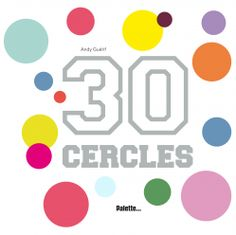 Andy Guérif
30
CERCLES
Palette...